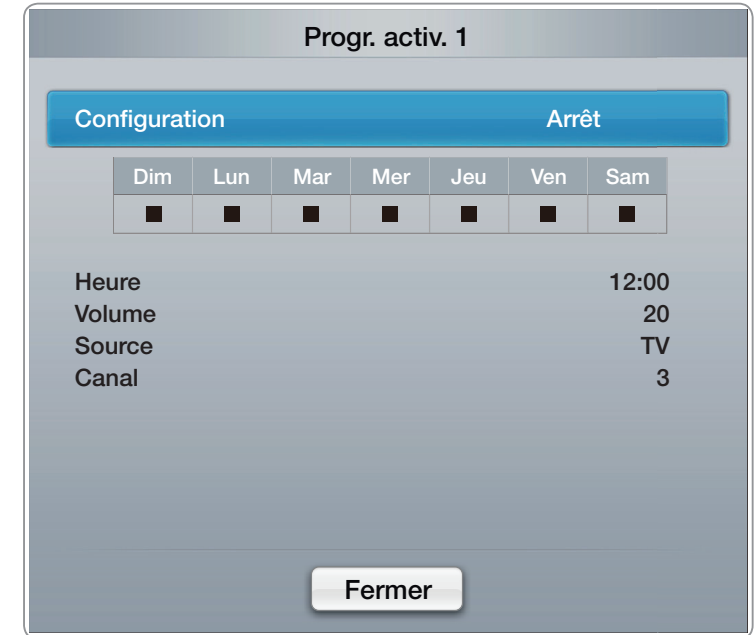 Progr. activ. 1
Configuration Arrêt
Dim Lun Mar Mer Jeu Ven Sam
Heure 12:00
Volume 20
Source TV
Canal 3
Fermer